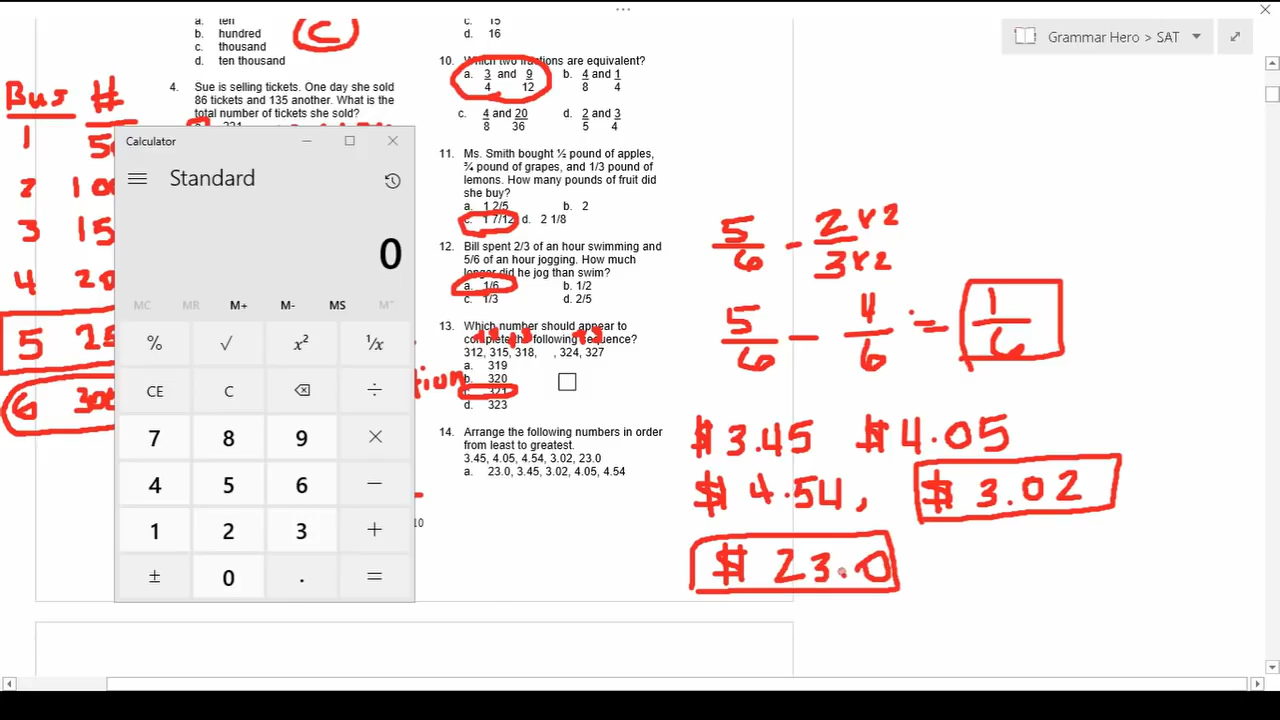 a. ten
b. hundred
c. thousand
d. ten thousand
C
4. Sue is selling tickets. One day she sold
86 tickets and 135 another. What is the
total number of tickets she sold?
Bus #
1
2
3
4
5
6
Calculator
Standard
0
MC MR M+ M- MS
% √ x² ¹/x
CE C ÷
7 8 9 ×
4 5 6 −
1 2 3 +
± 0 . =
c. 15
d. 16
10. Which two fractions are equivalent?
a. 3/4 and 9/12 b. 4/8 and 1/4
c. 4/8 and 20/36 d. 2/5 and 3/4
11. Ms. Smith bought ½ pound of apples,
¾ pound of grapes, and 1/3 pound of
lemons. How many pounds of fruit did
she buy?
a. 1 2/5 b. 2
c. 1 7/12 d. 2 1/8
12. Bill spent 2/3 of an hour swimming and
5/6 of an hour jogging. How much
longer did he jog than swim?
a. 1/6 b. 1/2
c. 1/3 d. 2/5
13. Which number should appear to
complete the following sequence?
312, 315, 318, , 324, 327
a. 319
b. 320
c. 321
d. 323
14. Arrange the following numbers in order
from least to greatest.
3.45, 4.05, 4.54, 3.02, 23.0
a. 23.0, 3.45, 3.02, 4.05, 4.54
10
Grammar Hero > SAT
5/6 - 2/3 x2 x2
5/6 - 4/6 = 1/6
$3.45 $4.05
$4.54, $3.02
$23.0